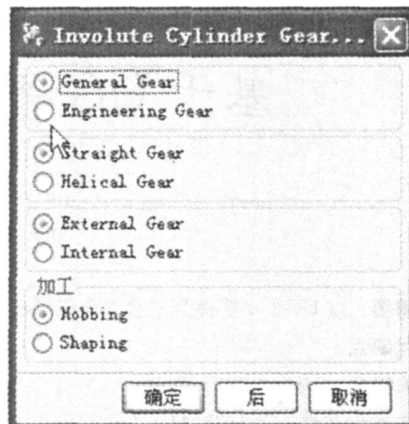 Involute Cylinder Gear...
General Gear
Engineering Gear
Straight Gear
Helical Gear
External Gear
Internal Gear
加工
Hobbing
Shaping
确定 后 取消